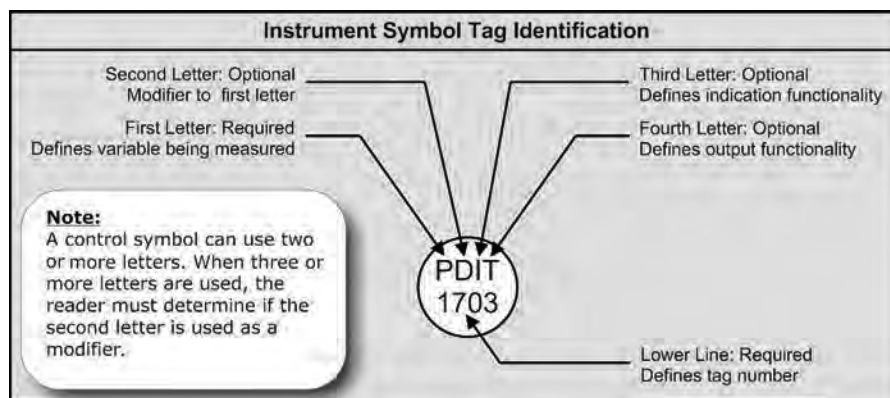 Instrument Symbol Tag Identification
Second Letter: Optional
Modifier to first letter
First Letter: Required
Defines variable being measured
Third Letter: Optional
Defines indication functionality
Fourth Letter: Optional
Defines output functionality
Note:
A control symbol can use two
or more letters. When three or
more letters are used, the
reader must determine if the
second letter is used as a
modifier.
PDIT
1703
Lower Line: Required
Defines tag number